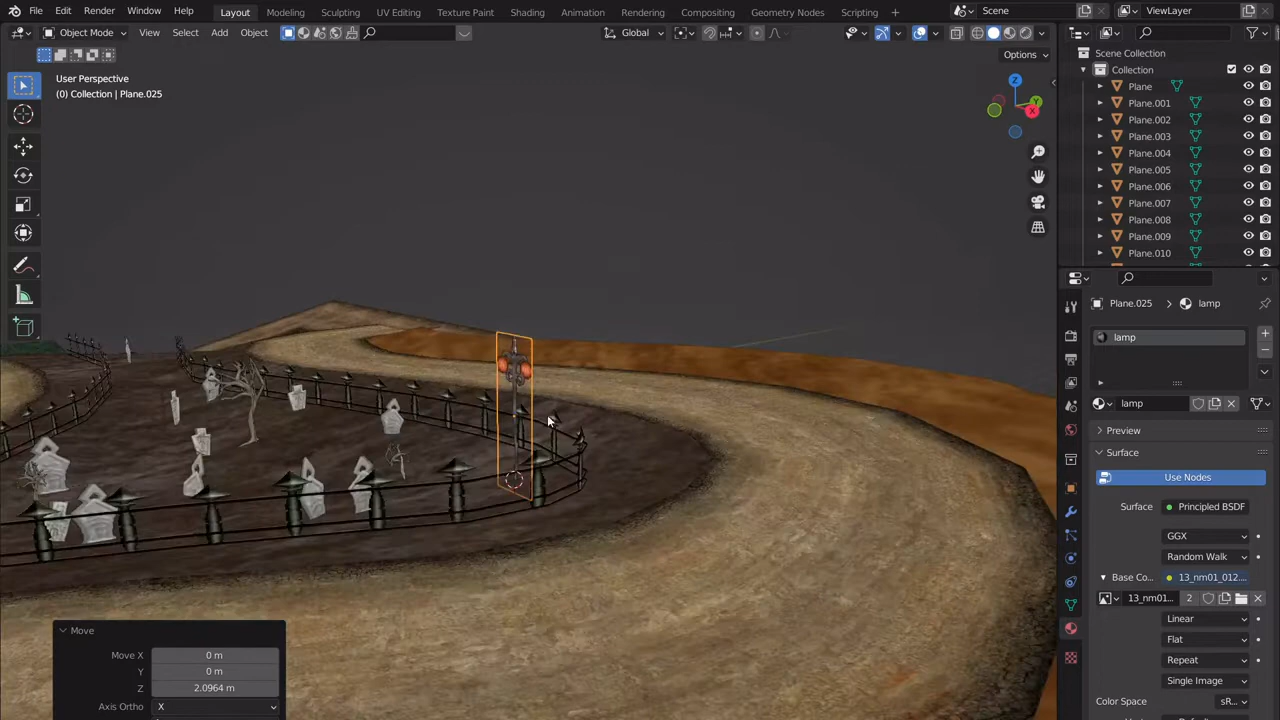 File Edit Render Window Help Layout Modeling Sculpting UV Editing Texture Paint Shading Animation Rendering Compositing Geometry Nodes Scripting + Scene ViewLayer
Object Mode View Select Add Object Global
Options
User Perspective
(0) Collection | Plane.025
Z
Y
X
Scene Collection
Collection
Plane
Plane.001
Plane.002
Plane.003
Plane.004
Plane.005
Plane.006
Plane.007
Plane.008
Plane.009
Plane.010
Plane.025 > lamp
lamp
lamp
Preview
Surface
Use Nodes
Surface Principled BSDF
GGX
Random Walk
Base Co... 13_nm01_012....
13_nm01... 2
Linear
Flat
Repeat
Single Image
Color Space sR...
Move
Move X 0 m
Y 0 m
Z 2.0964 m
Axis Ortho X